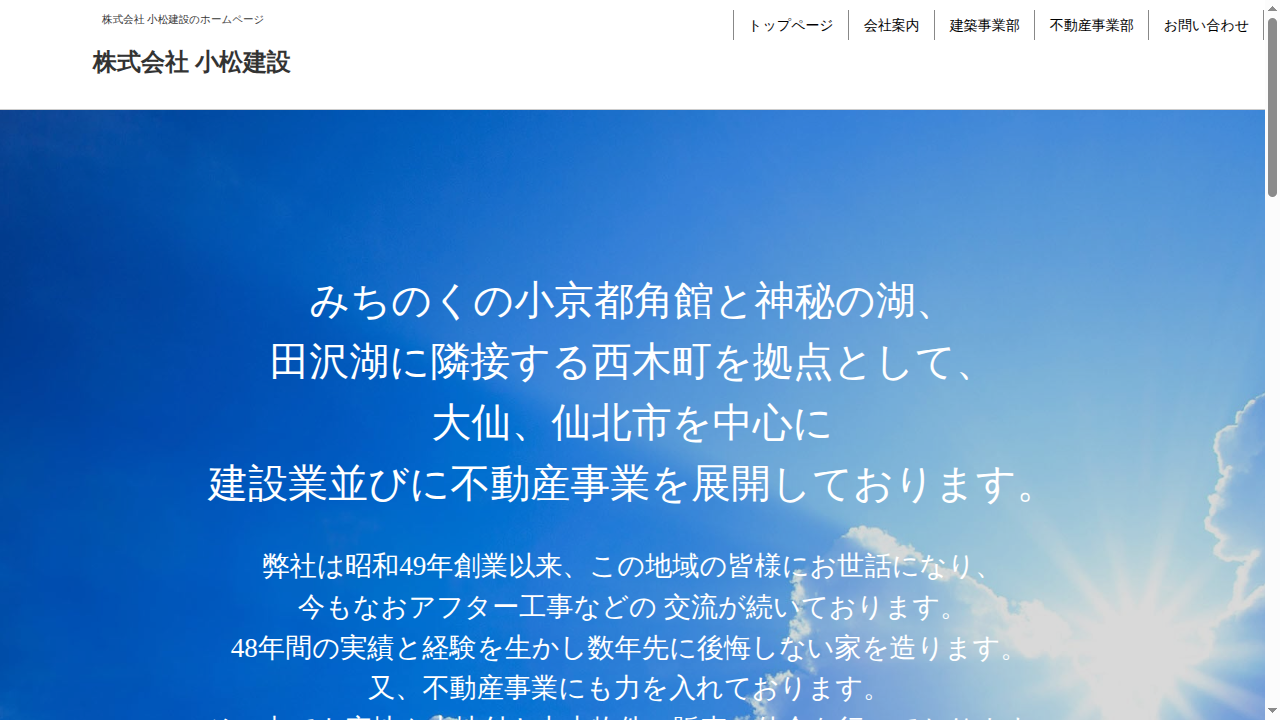 株式会社 小松建設のホームページ
株式会社 小松建設
トップページ
会社案内
建築事業部
不動産事業部
お問い合わせ
みちのくの小京都角館と神秘の湖、
田沢湖に隣接する西木町を拠点として、
大仙、仙北市を中心に
建設業並びに不動産事業を展開しております。
弊社は昭和49年創業以来、この地域の皆様にお世話になり、
今もなおアフター工事などの 交流が続いております。
48年間の実績と経験を生かし数年先に後悔しない家を造ります。
又、不動産事業にも力を入れております。